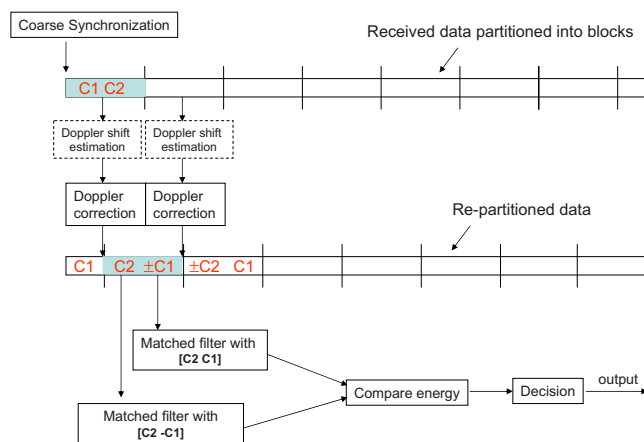 Coarse Synchronization
Received data partitioned into blocks
C1 C2
Doppler shift
estimation
Doppler shift
estimation
Doppler
correction
Doppler
correction
Re-partitioned data
C1 C2 ±C1 ±C2 C1
Matched filter with
[C2 C1]
Compare energy
Decision
output
Matched filter with
[C2 -C1]